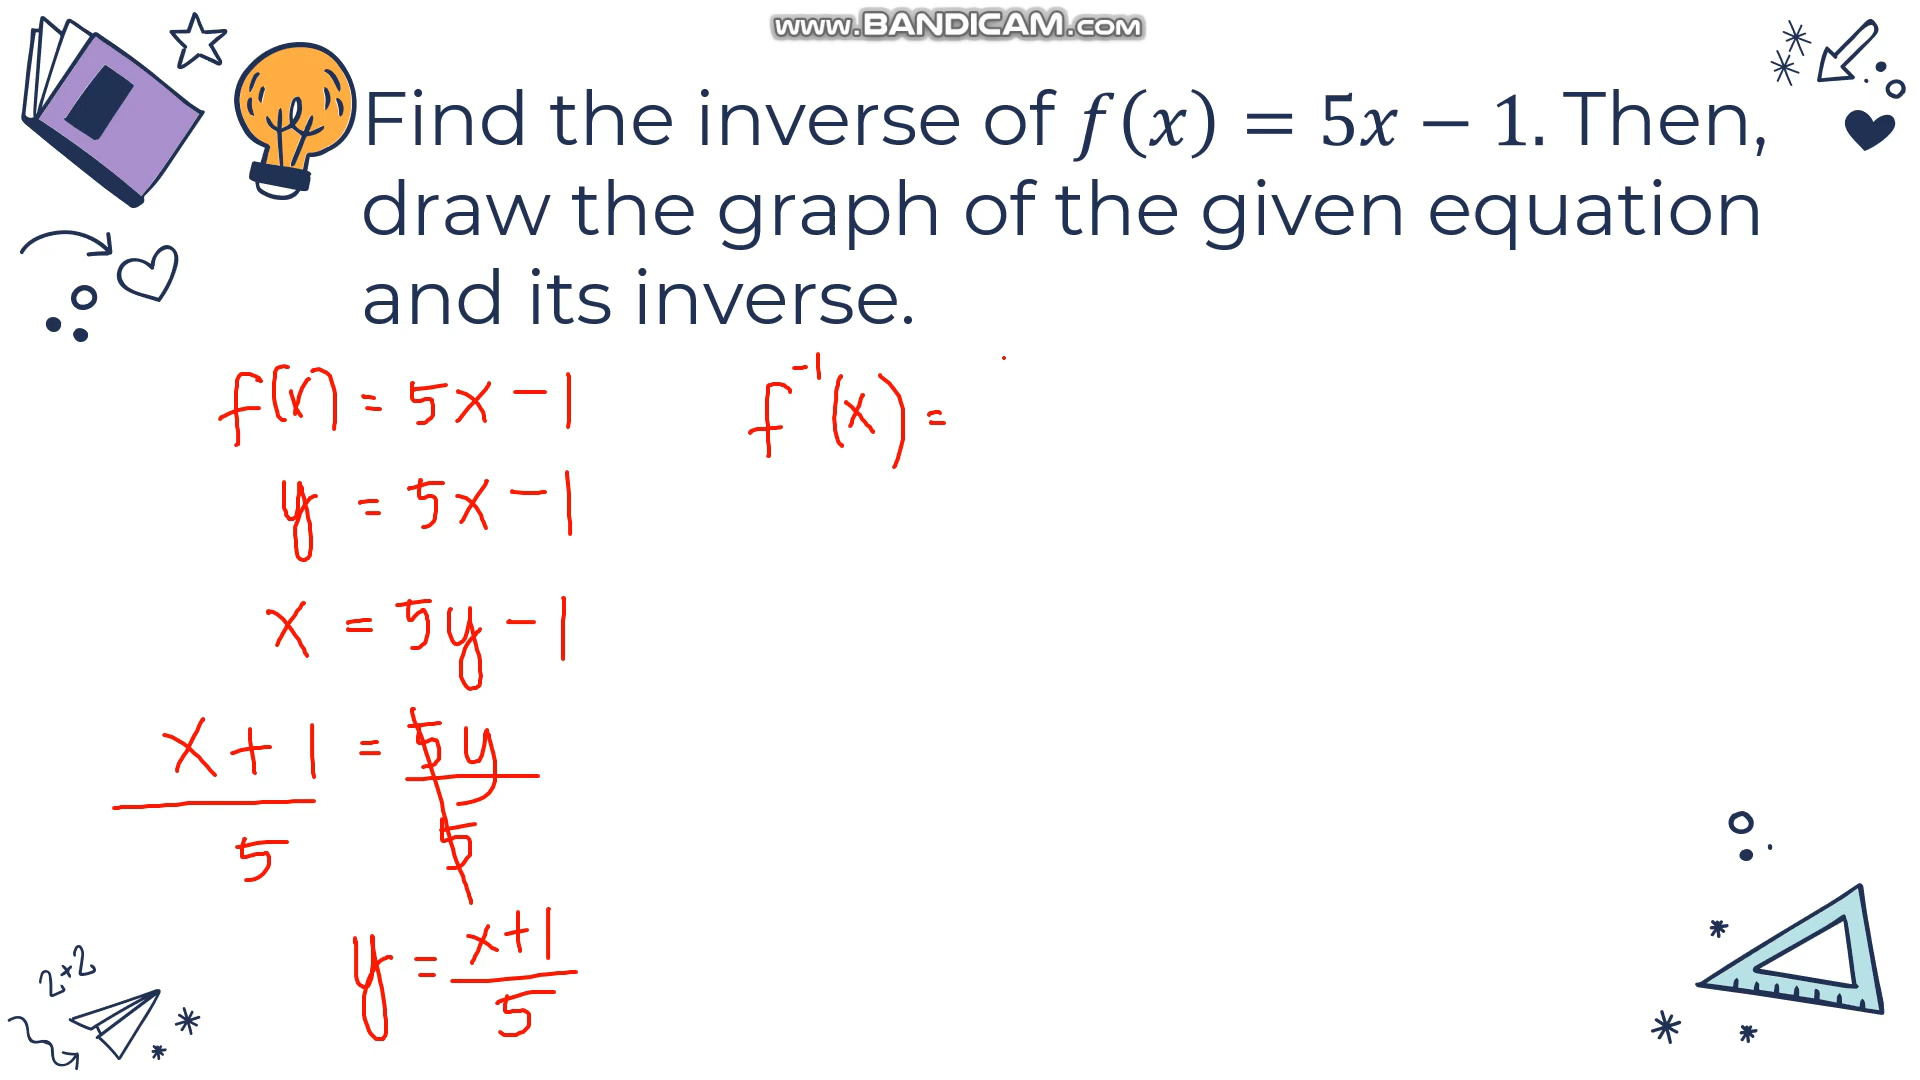 www.BANDICAM.com
Find the inverse of f(x) = 5x − 1. Then,
draw the graph of the given equation
and its inverse.
f(x) = 5x − 1
y = 5x − 1
x = 5y − 1
x + 1 = 5y
5 5
y = x+1
5
f⁻¹(x) =
2×2